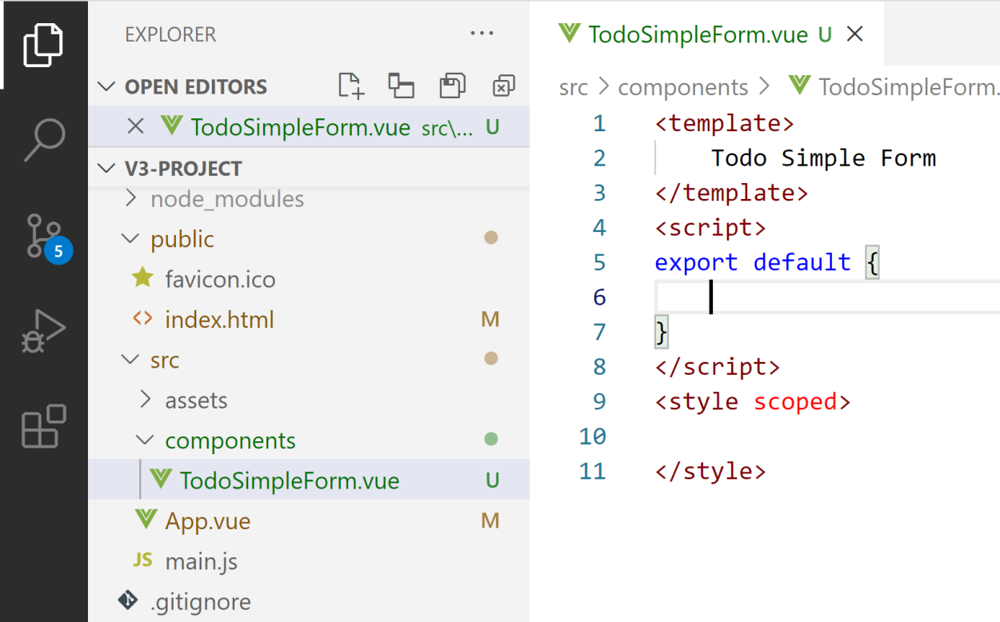 EXPLORER
OPEN EDITORS
TodoSimpleForm.vue src\... U
V3-PROJECT
node_modules
public
favicon.ico
index.html M
src
assets
components
TodoSimpleForm.vue U
App.vue M
JS main.js
.gitignore
5
TodoSimpleForm.vue U
src > components > TodoSimpleForm.
1 <template>
2     Todo Simple Form
3 </template>
4 <script>
5 export default {
6
7 }
8 </script>
9 <style scoped>
10
11 </style>